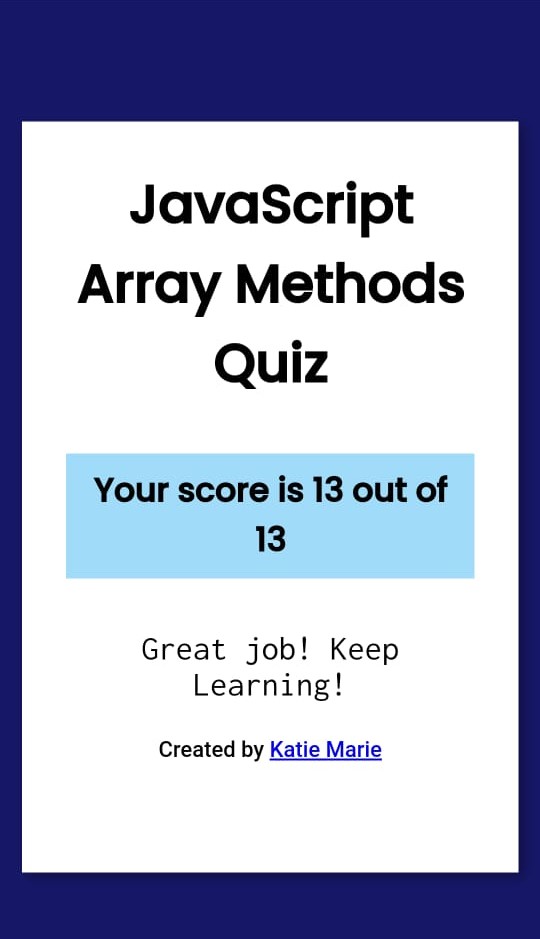 JavaScript
Array Methods
Quiz
Your score is 13 out of
13
Great job! Keep
Learning!
Created by Katie Marie